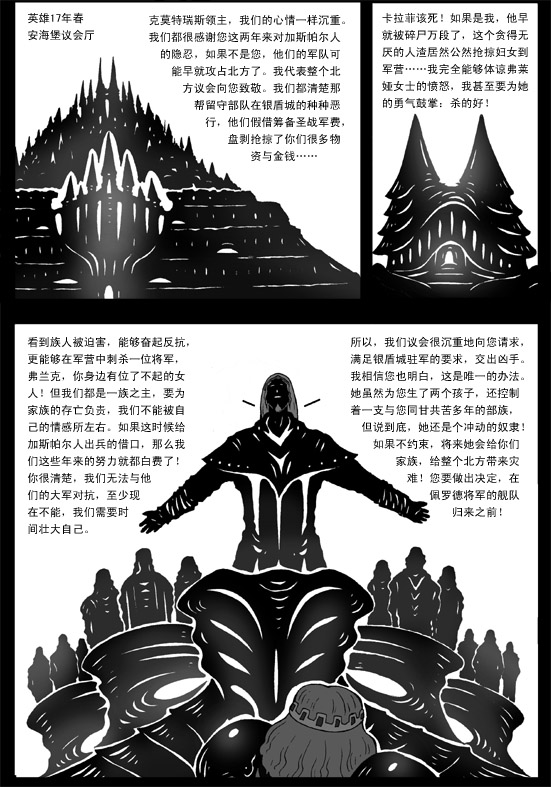 英雄17年春
安海堡议会厅
克莫特瑞斯领主，我们的心情一样沉重。
我们都很感谢您这两年来对加斯帕尔人
的隐忍，如果不是您，他们的军队可
能早就攻占北方了。我代表整个北
方议会向您致敬。我们都清楚那
帮留守部队在银盾城的种种恶
行，他们假借筹备圣战军费，
盘剥抢掠了你们很多物
资与金钱……
卡拉菲该死！如果是我，他早
就被碎尸万段了，这个贪得无
厌的人渣居然公然抢掠妇女到
军营……我完全能够体谅弗莱
娅女士的愤怒，我甚至要为她
的勇气鼓掌：杀的好！
看到族人被迫害，能够奋起反抗，
更能够在军营中刺杀一位将军，
弗兰克，你身边有位了不起的女
人！但我们都是一族之主，要为
家族的存亡负责，我们不能被自
己的情感所左右。如果这时候给
加斯帕尔人出兵的借口，那么我
们这些年来的努力就都白费了！
你很清楚，我们无法与他
们的大军对抗，至少现
在不能，我们需要时
间壮大自己。
所以，我们议会很沉重地向您请求，
满足银盾城驻军的要求，交出凶手。
我相信您也明白，这是唯一的办法。
她虽然为您生了两个孩子，还控制
着一支与您同甘共苦多年的部族，
但说到底，她还是个冲动的奴隶！
如果不约束，将来她会给你们
家族，给整个北方带来灾
难！您要做出决定，在
佩罗德将军的舰队
归来之前！